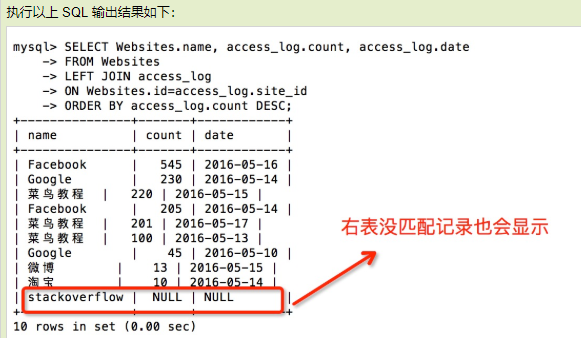 执行以上 SQL 输出结果如下：
mysql> SELECT Websites.name, access_log.count, access_log.date
    -> FROM Websites
    -> LEFT JOIN access_log
    -> ON Websites.id=access_log.site_id
    -> ORDER BY access_log.count DESC;
+---------------+-------+------------+
| name          | count | date       |
+---------------+-------+------------+
| Facebook      |   545 | 2016-05-16 |
| Google        |   230 | 2016-05-14 |
| 菜鸟教程  |   220 | 2016-05-15 |
| Facebook      |   205 | 2016-05-14 |
| 菜鸟教程  |   201 | 2016-05-17 |
| 菜鸟教程  |   100 | 2016-05-13 |
| Google        |    45 | 2016-05-10 |
| 微博        |    13 | 2016-05-15 |
| 淘宝        |    10 | 2016-05-14 |
| stackoverflow |  NULL | NULL       |
+---------------+-------+------------+
10 rows in set (0.00 sec)
右表没匹配记录也会显示